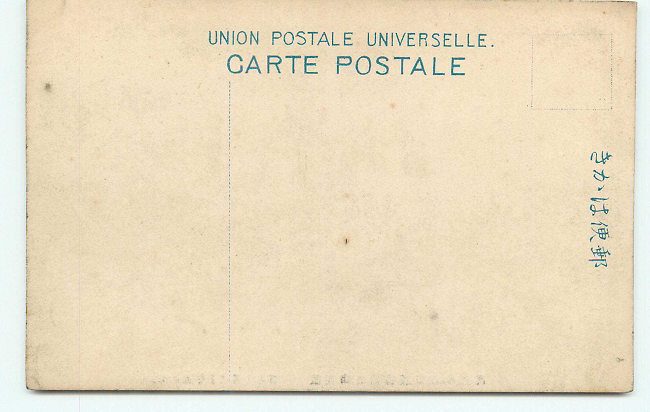 UNION POSTALE UNIVERSELLE.
CARTE POSTALE
きかは便郵